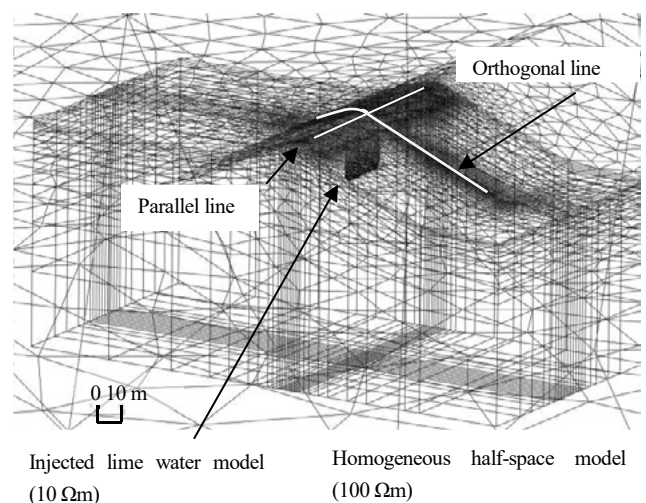 Orthogonal line
Parallel line
0 10 m
Injected lime water model
(10 Ωm)
Homogeneous half-space model
(100 Ωm)